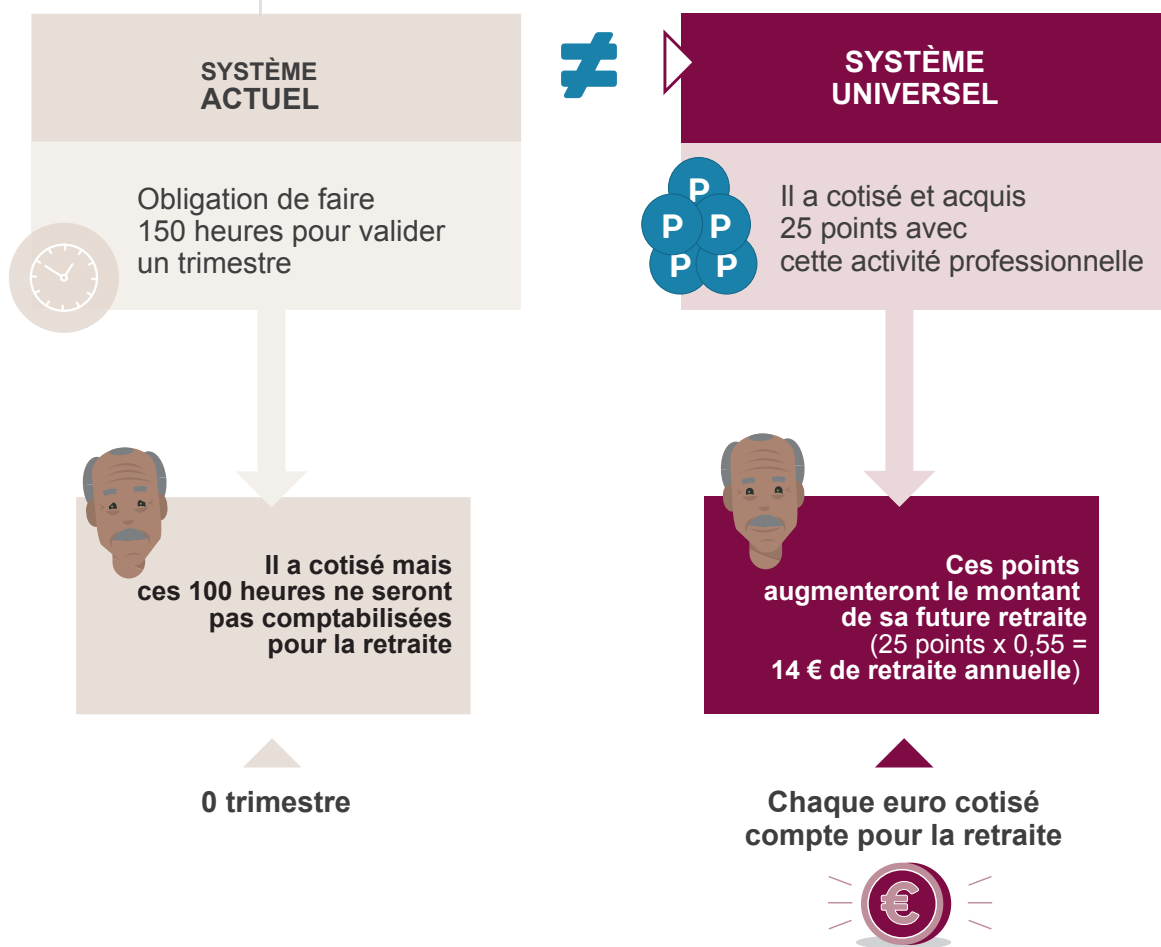 SYSTÈME
ACTUEL
≠
SYSTÈME
UNIVERSEL
Obligation de faire
150 heures pour valider
un trimestre
P
P P
P P
Il a cotisé et acquis
25 points avec
cette activité professionnelle
Il a cotisé mais
ces 100 heures ne seront
pas comptabilisées
pour la retraite
Ces points
augmenteront le montant
de sa future retraite
(25 points x 0,55 =
14 € de retraite annuelle)
0 trimestre
Chaque euro cotisé
compte pour la retraite
€